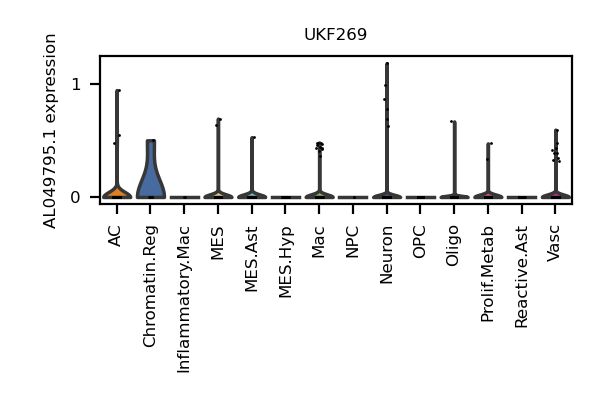 UKF269
AL049795.1 expression
1
0
AC
Chromatin.Reg
Inflammatory.Mac
MES
MES.Ast
MES.Hyp
Mac
NPC
Neuron
OPC
Oligo
Prolif.Metab
Reactive.Ast
Vasc